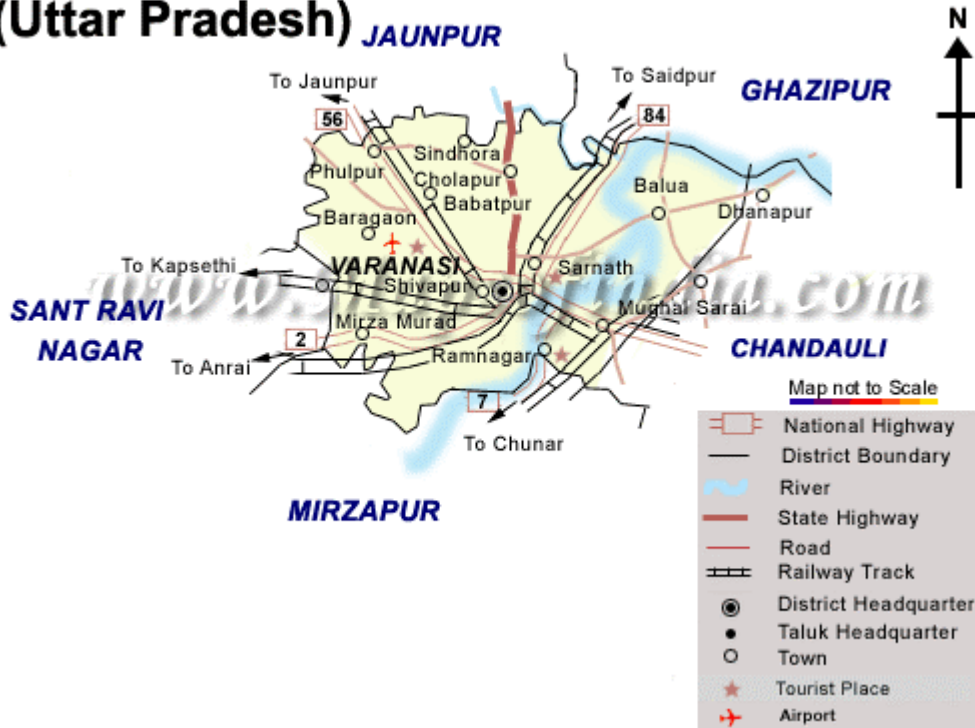 (Uttar Pradesh)
JAUNPUR
N
To Jaunpur
To Saidpur
GHAZIPUR
56
84
Sindhora
Phulpur
Cholapur
Balua
Babatpur
Dhanapur
Baragaon
To Kapsethi
VARANASI
Sarnath
Shivapur
SANT RAVI
NAGAR
Mirza Murad
Mughal Sarai
2
To Anrai
Ramnagar
CHANDAULI
7
To Chunar
MIRZAPUR
Map not to Scale
National Highway
District Boundary
River
State Highway
Road
Railway Track
District Headquarter
Taluk Headquarter
Town
Tourist Place
Airport